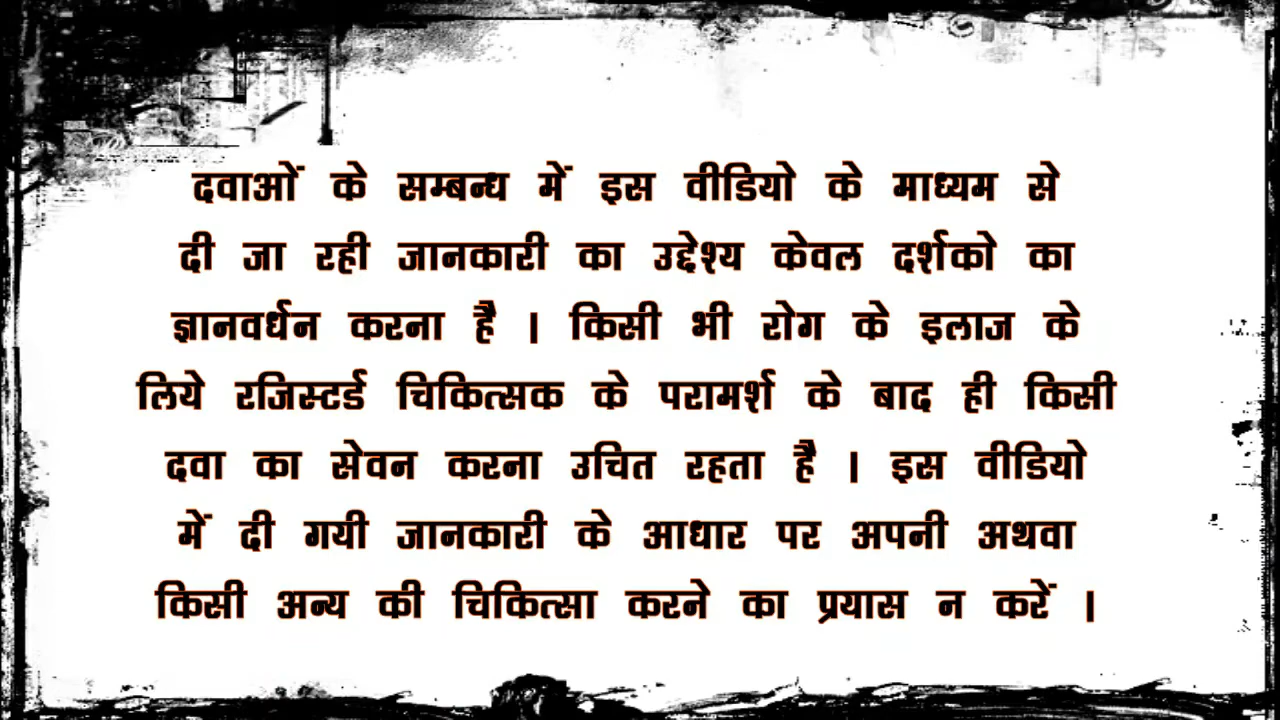 दवाओं के सम्बन्ध में इस वीडियो के माध्यम से
दी जा रही जानकारी का उद्देश्य केवल दर्शको का
ज्ञानवर्धन करना है । किसी भी रोग के इलाज के
लिये रजिस्टर्ड चिकित्सक के परामर्श के बाद ही किसी
दवा का सेवन करना उचित रहता है । इस वीडियो
में दी गयी जानकारी के आधार पर अपनी अथवा
किसी अन्य की चिकित्सा करने का प्रयास न करें ।